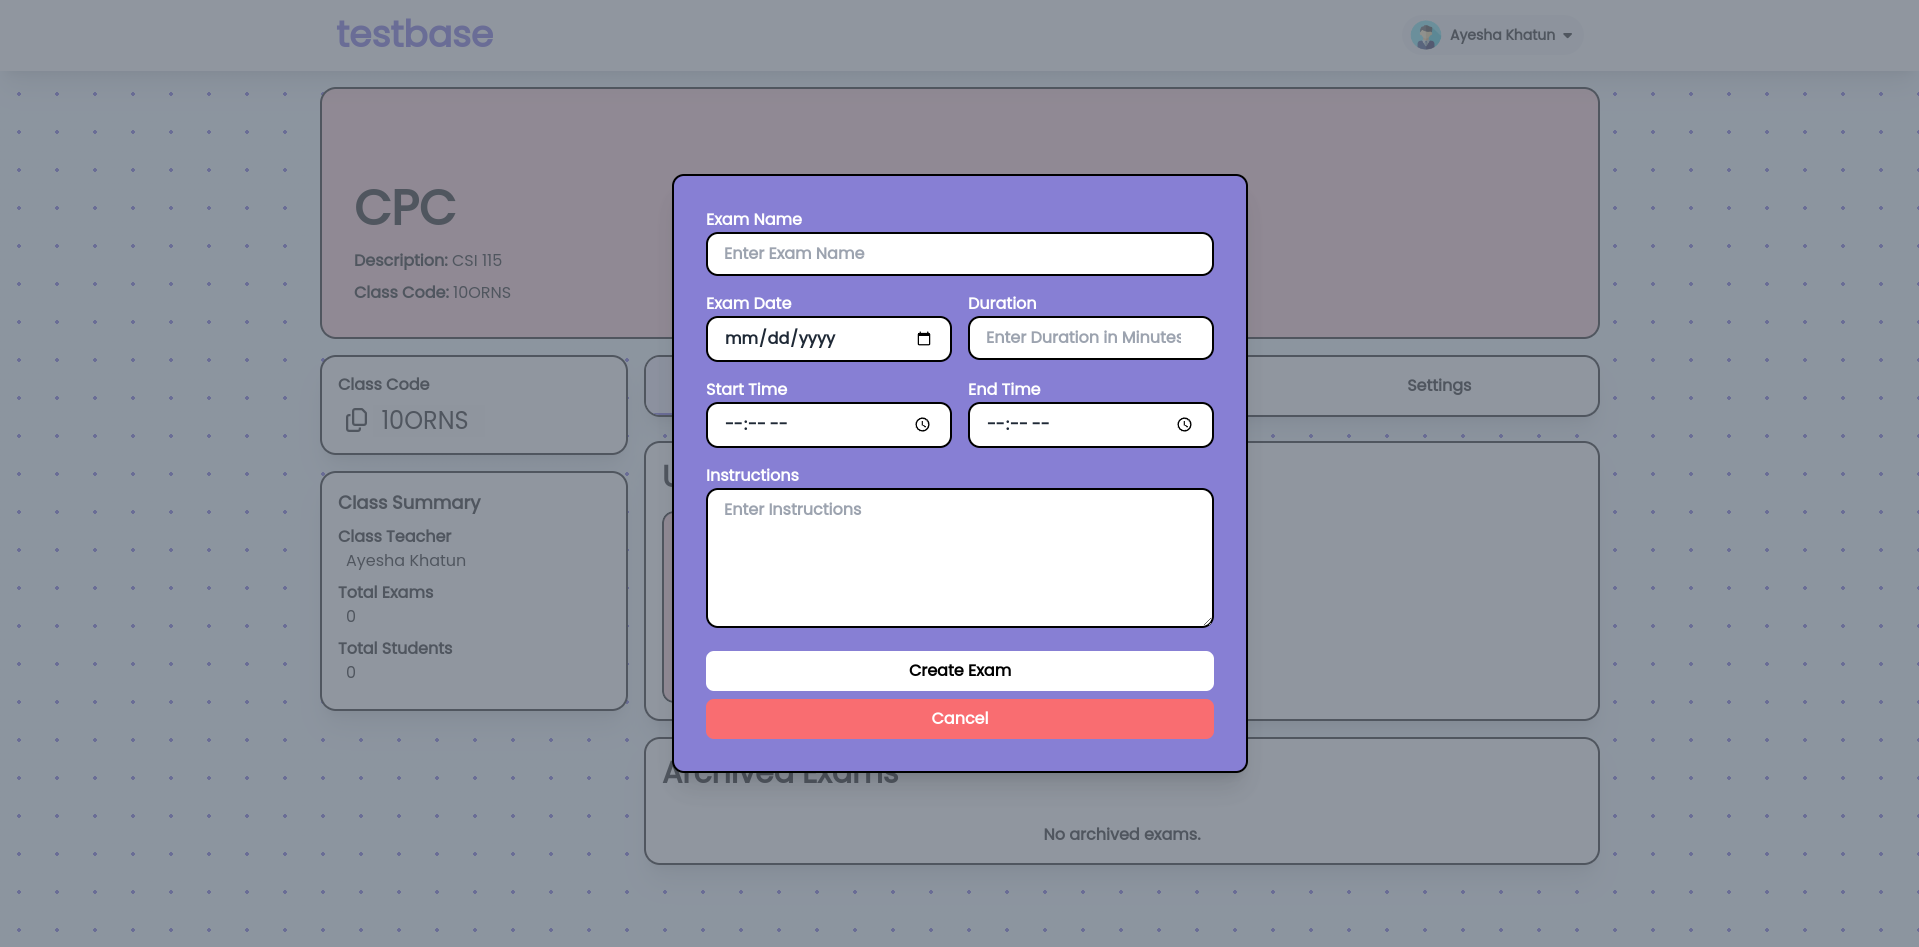 testbase
Ayesha Khatun
CPC
Description: CSI 115
Class Code: 10ORNS
Class Code
10ORNS
Class Summary
Class Teacher
Ayesha Khatun
Total Exams
0
Total Students
0
Settings
Exam Name
Enter Exam Name
Exam Date
Duration
mm/dd/yyyy
Enter Duration in Minutes
Start Time
End Time
--:-- --
--:-- --
Instructions
Enter Instructions
Create Exam
Cancel
Archived Exams
No archived exams.